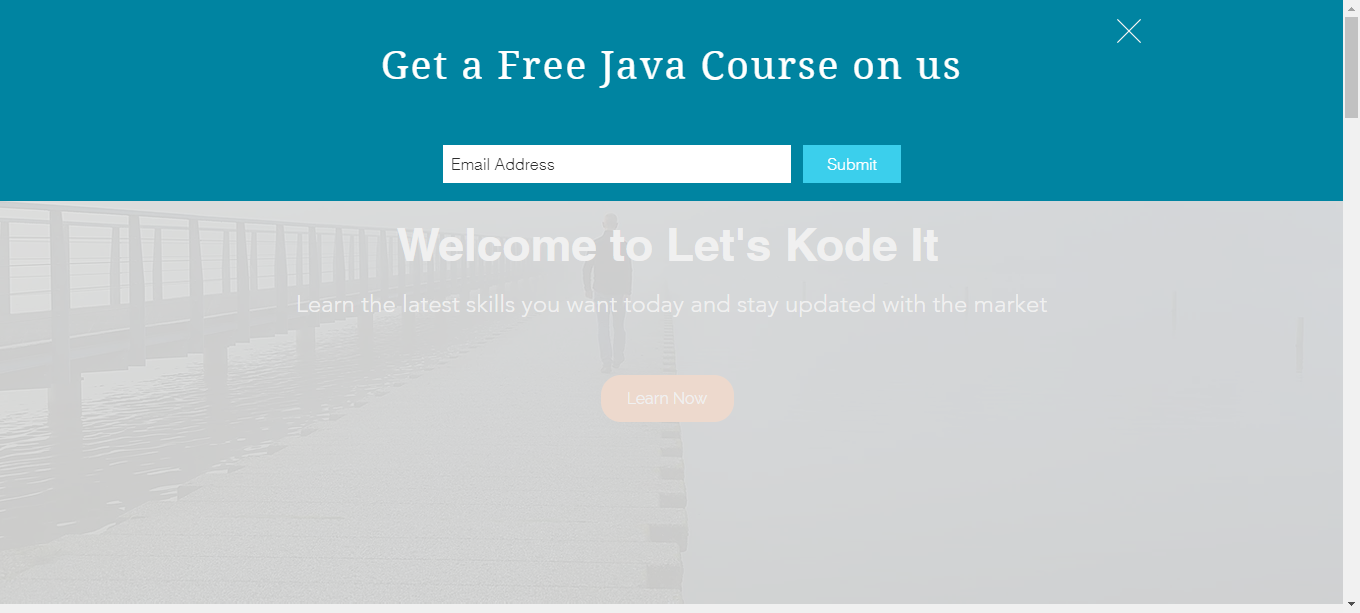 Get a Free Java Course on us
Email Address
Submit
Welcome to Let's Kode It
Learn the latest skills you want today and stay updated with the market
Learn Now